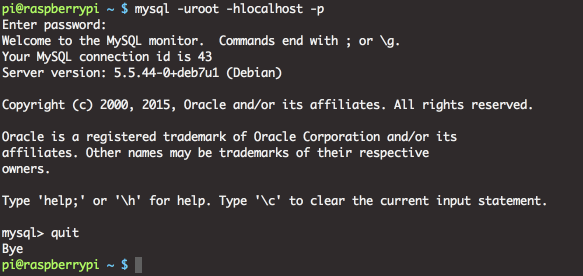 pi@raspberrypi ~ $ mysql -uroot -hlocalhost -p
Enter password:
Welcome to the MySQL monitor.  Commands end with ; or \g.
Your MySQL connection id is 43
Server version: 5.5.44-0+deb7u1 (Debian)
Copyright (c) 2000, 2015, Oracle and/or its affiliates. All rights reserved.
Oracle is a registered trademark of Oracle Corporation and/or its
affiliates. Other names may be trademarks of their respective
owners.
Type 'help;' or '\h' for help. Type '\c' to clear the current input statement.
mysql> quit
Bye
pi@raspberrypi ~ $